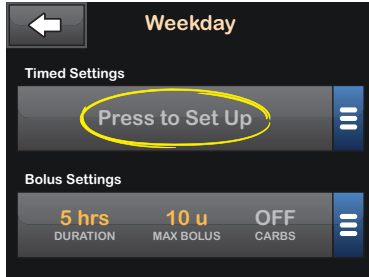 Weekday
Timed Settings
Press to Set Up
Bolus Settings
5 hrs 10 u OFF
DURATION MAX BOLUS CARBS